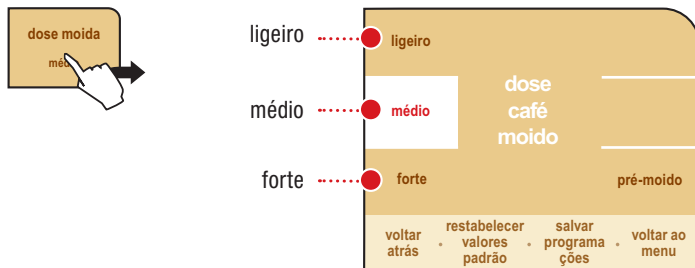 dose moida
méd
ligeiro
médio
forte
ligeiro
médio
forte
dose
café
moido
pré-moido
voltar
atrás
restabelecer
valores
padrão
salvar
programa
ções
voltar ao
menu